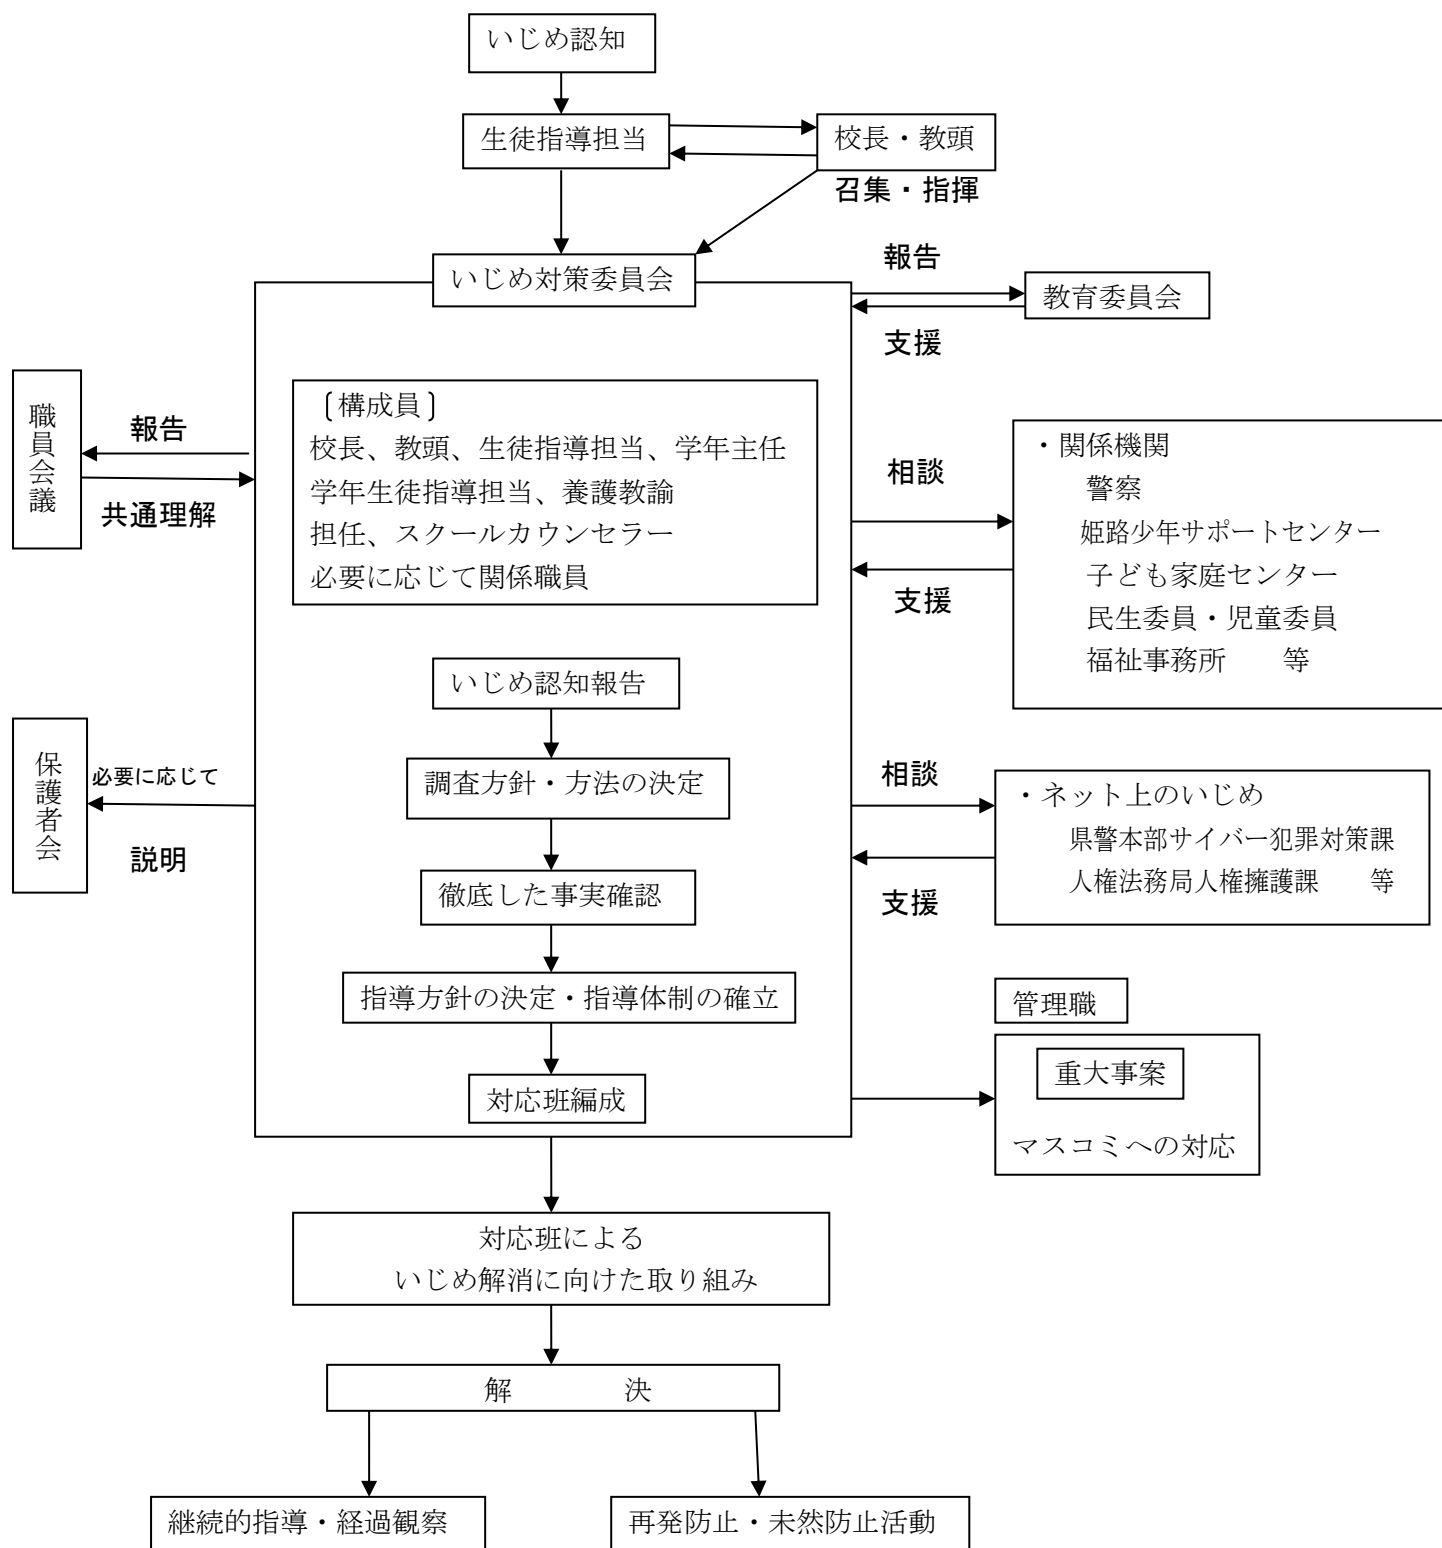 いじめ認知
生徒指導担当
校長・教頭
召集・指揮
いじめ対策委員会
報告
教育委員会
支援
職員会議
報告
共通理解
〔構成員〕
校長、教頭、生徒指導担当、学年主任
学年生徒指導担当、養護教諭
担任、スクールカウンセラー
必要に応じて関係職員
相談
支援
・関係機関
警察
姫路少年サポートセンター
子ども家庭センター
民生委員・児童委員
福祉事務所　　等
いじめ認知報告
保護者会
必要に応じて
説明
調査方針・方法の決定
相談
支援
・ネット上のいじめ
県警本部サイバー犯罪対策課
人権法務局人権擁護課　　等
徹底した事実確認
指導方針の決定・指導体制の確立
管理職
重大事案
マスコミへの対応
対応班編成
対応班による
いじめ解消に向けた取り組み
解　　　　決
継続的指導・経過観察
再発防止・未然防止活動